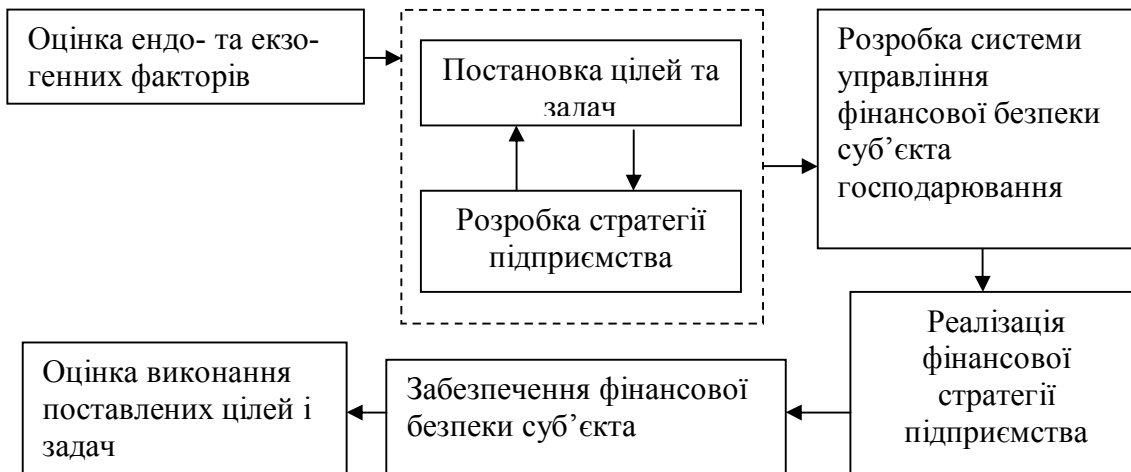 Оцінка ендо- та екзо-
генних факторів
Постановка цілей та
задач
Розробка стратегії
підприємства
Розробка системи
управління
фінансової безпеки
суб’єкта
господарювання
Реалізація
фінансової
стратегії
підприємства
Забезпечення фінансової
безпеки суб’єкта
Оцінка виконання
поставлених цілей і
задач